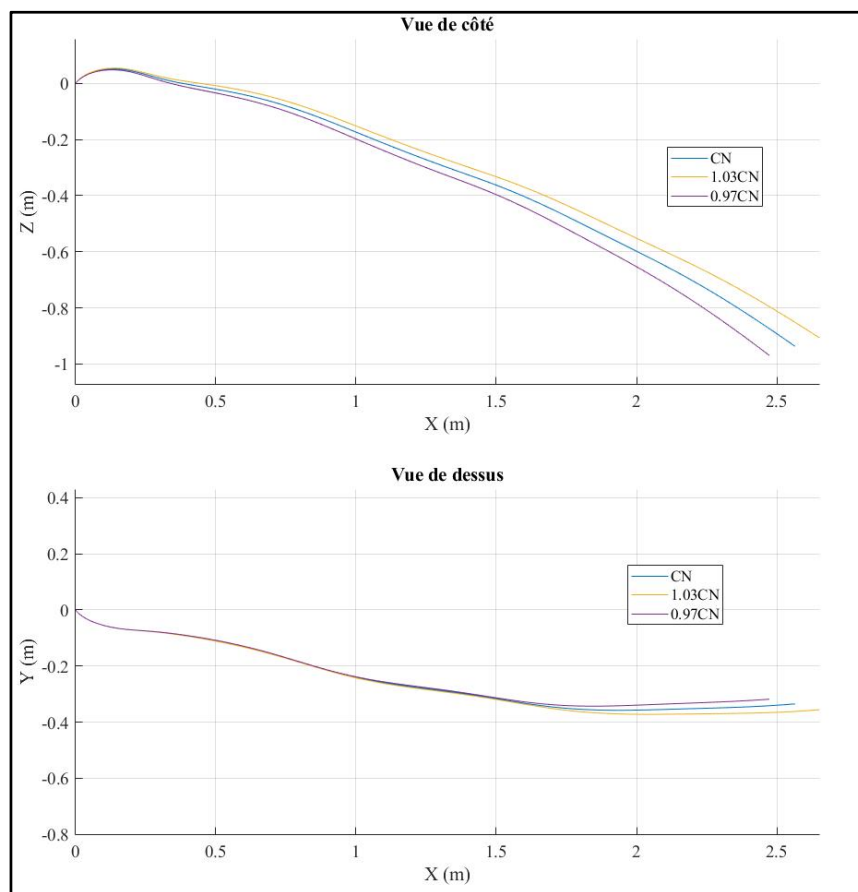 Vue de côté
0
-0.2
-0.4
-0.6
-0.8
-1
Z (m)
CN
1.03CN
0.97CN
0 0.5 1 1.5 2 2.5
X (m)
Vue de dessus
0.4
0.2
0
-0.2
-0.4
-0.6
-0.8
Y (m)
CN
1.03CN
0.97CN
0 0.5 1 1.5 2 2.5
X (m)